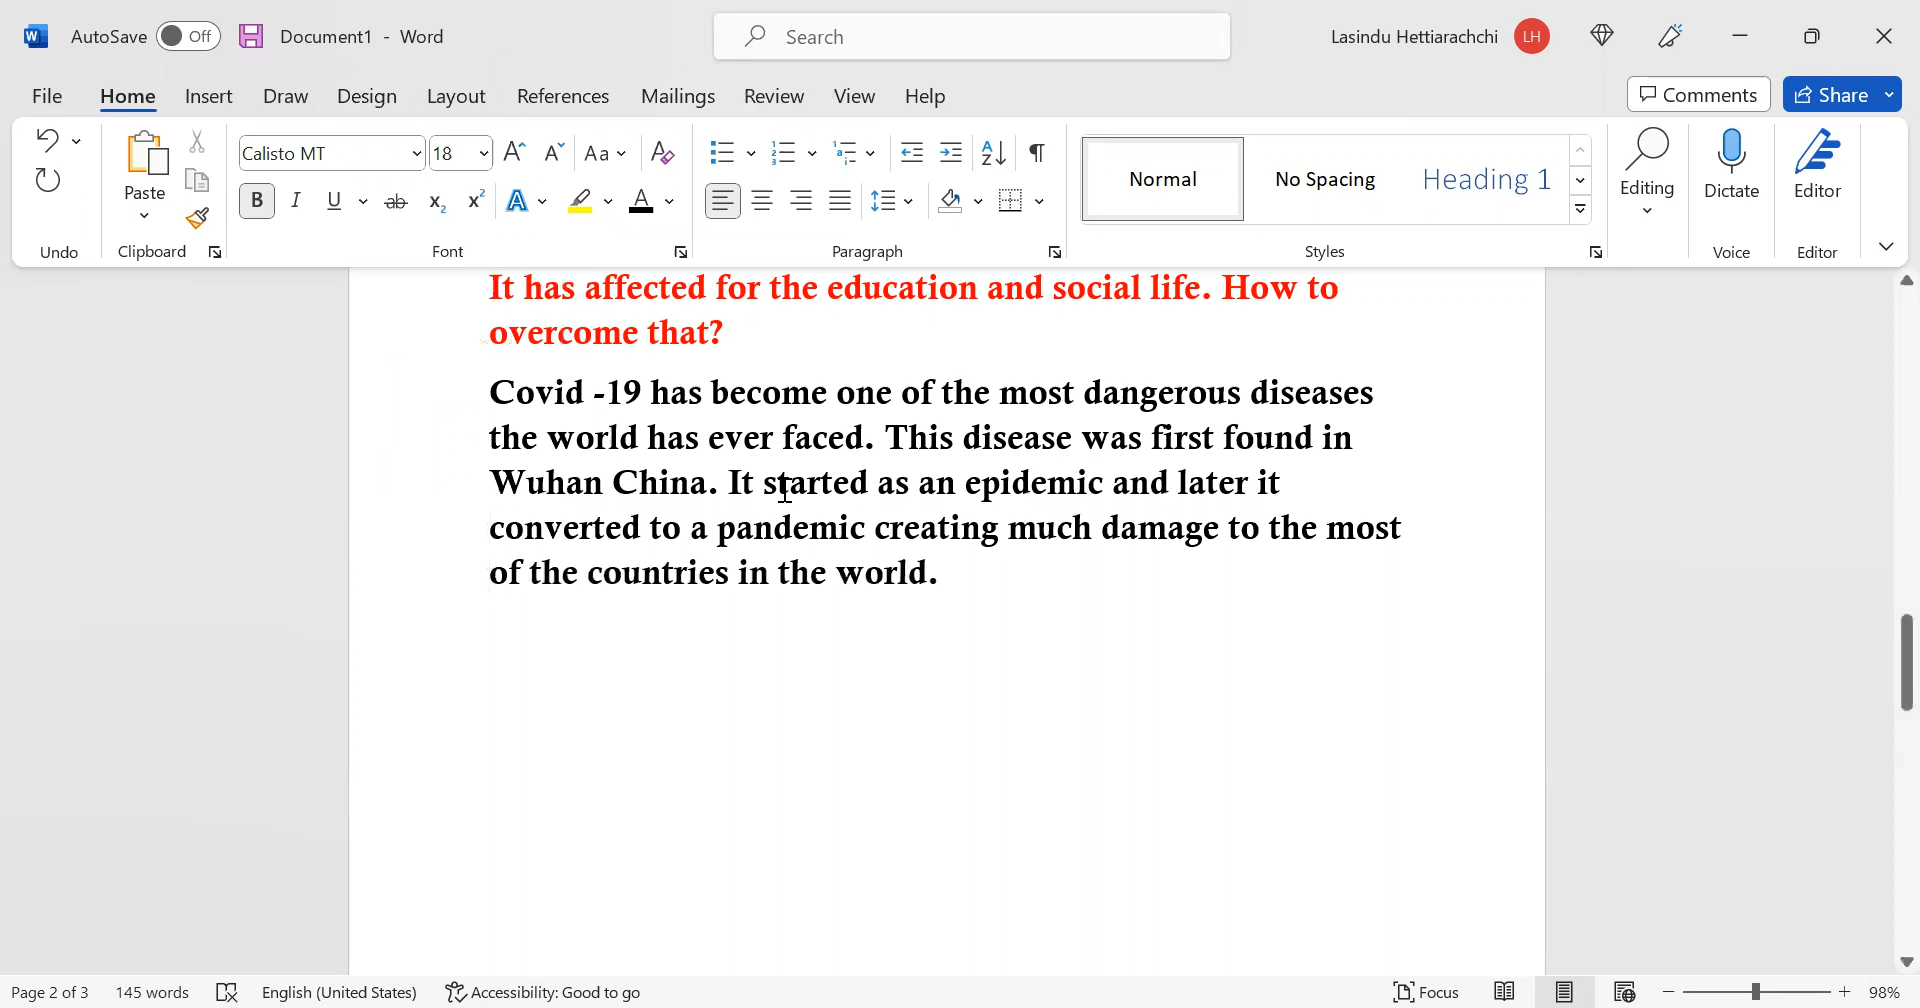 AutoSave Off Document1 - Word Search Lasindu Hettiarachchi LH
File Home Insert Draw Design Layout References Mailings Review View Help Comments Share
Calisto MT 18 Aa
Paste Normal No Spacing Heading 1 Editing Dictate Editor
B I U ab
Undo Clipboard Font Paragraph Styles Voice Editor
It has affected for the education and social life. How to
overcome that?
Covid -19 has become one of the most dangerous diseases
the world has ever faced. This disease was first found in
Wuhan China. It started as an epidemic and later it
converted to a pandemic creating much damage to the most
of the countries in the world.
Page 2 of 3 145 words English (United States) Accessibility: Good to go Focus 98%